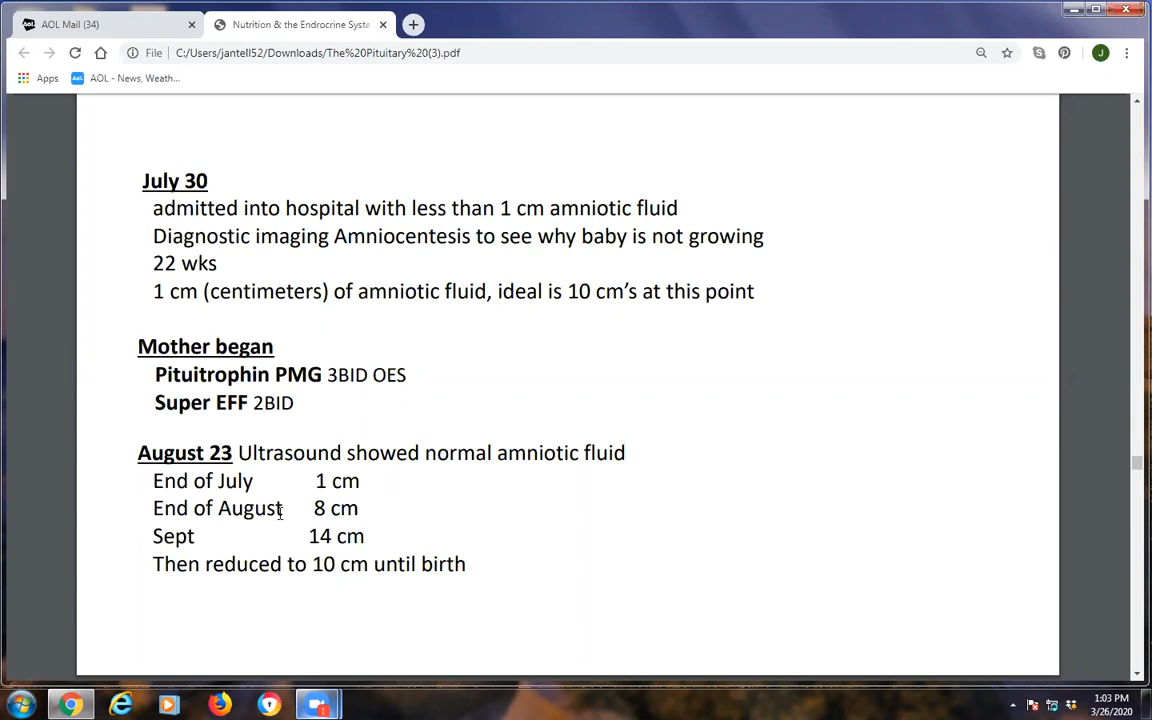 AOL Mail (34)
Nutrition & the Endocrine Syste
File
C:/Users/jantell52/Downloads/The%20Pituitary%20(3).pdf
J
Apps
Aol.
AOL - News, Weath...
July 30
admitted into hospital with less than 1 cm amniotic fluid
Diagnostic imaging Amniocentesis to see why baby is not growing
22 wks
1 cm (centimeters) of amniotic fluid, ideal is 10 cm's at this point
Mother began
Pituitrophin PMG 3BID OES
Super EFF 2BID
August 23 Ultrasound showed normal amniotic fluid
End of July 1 cm
End of August 8 cm
Sept 14 cm
Then reduced to 10 cm until birth
1:03 PM
3/26/2020